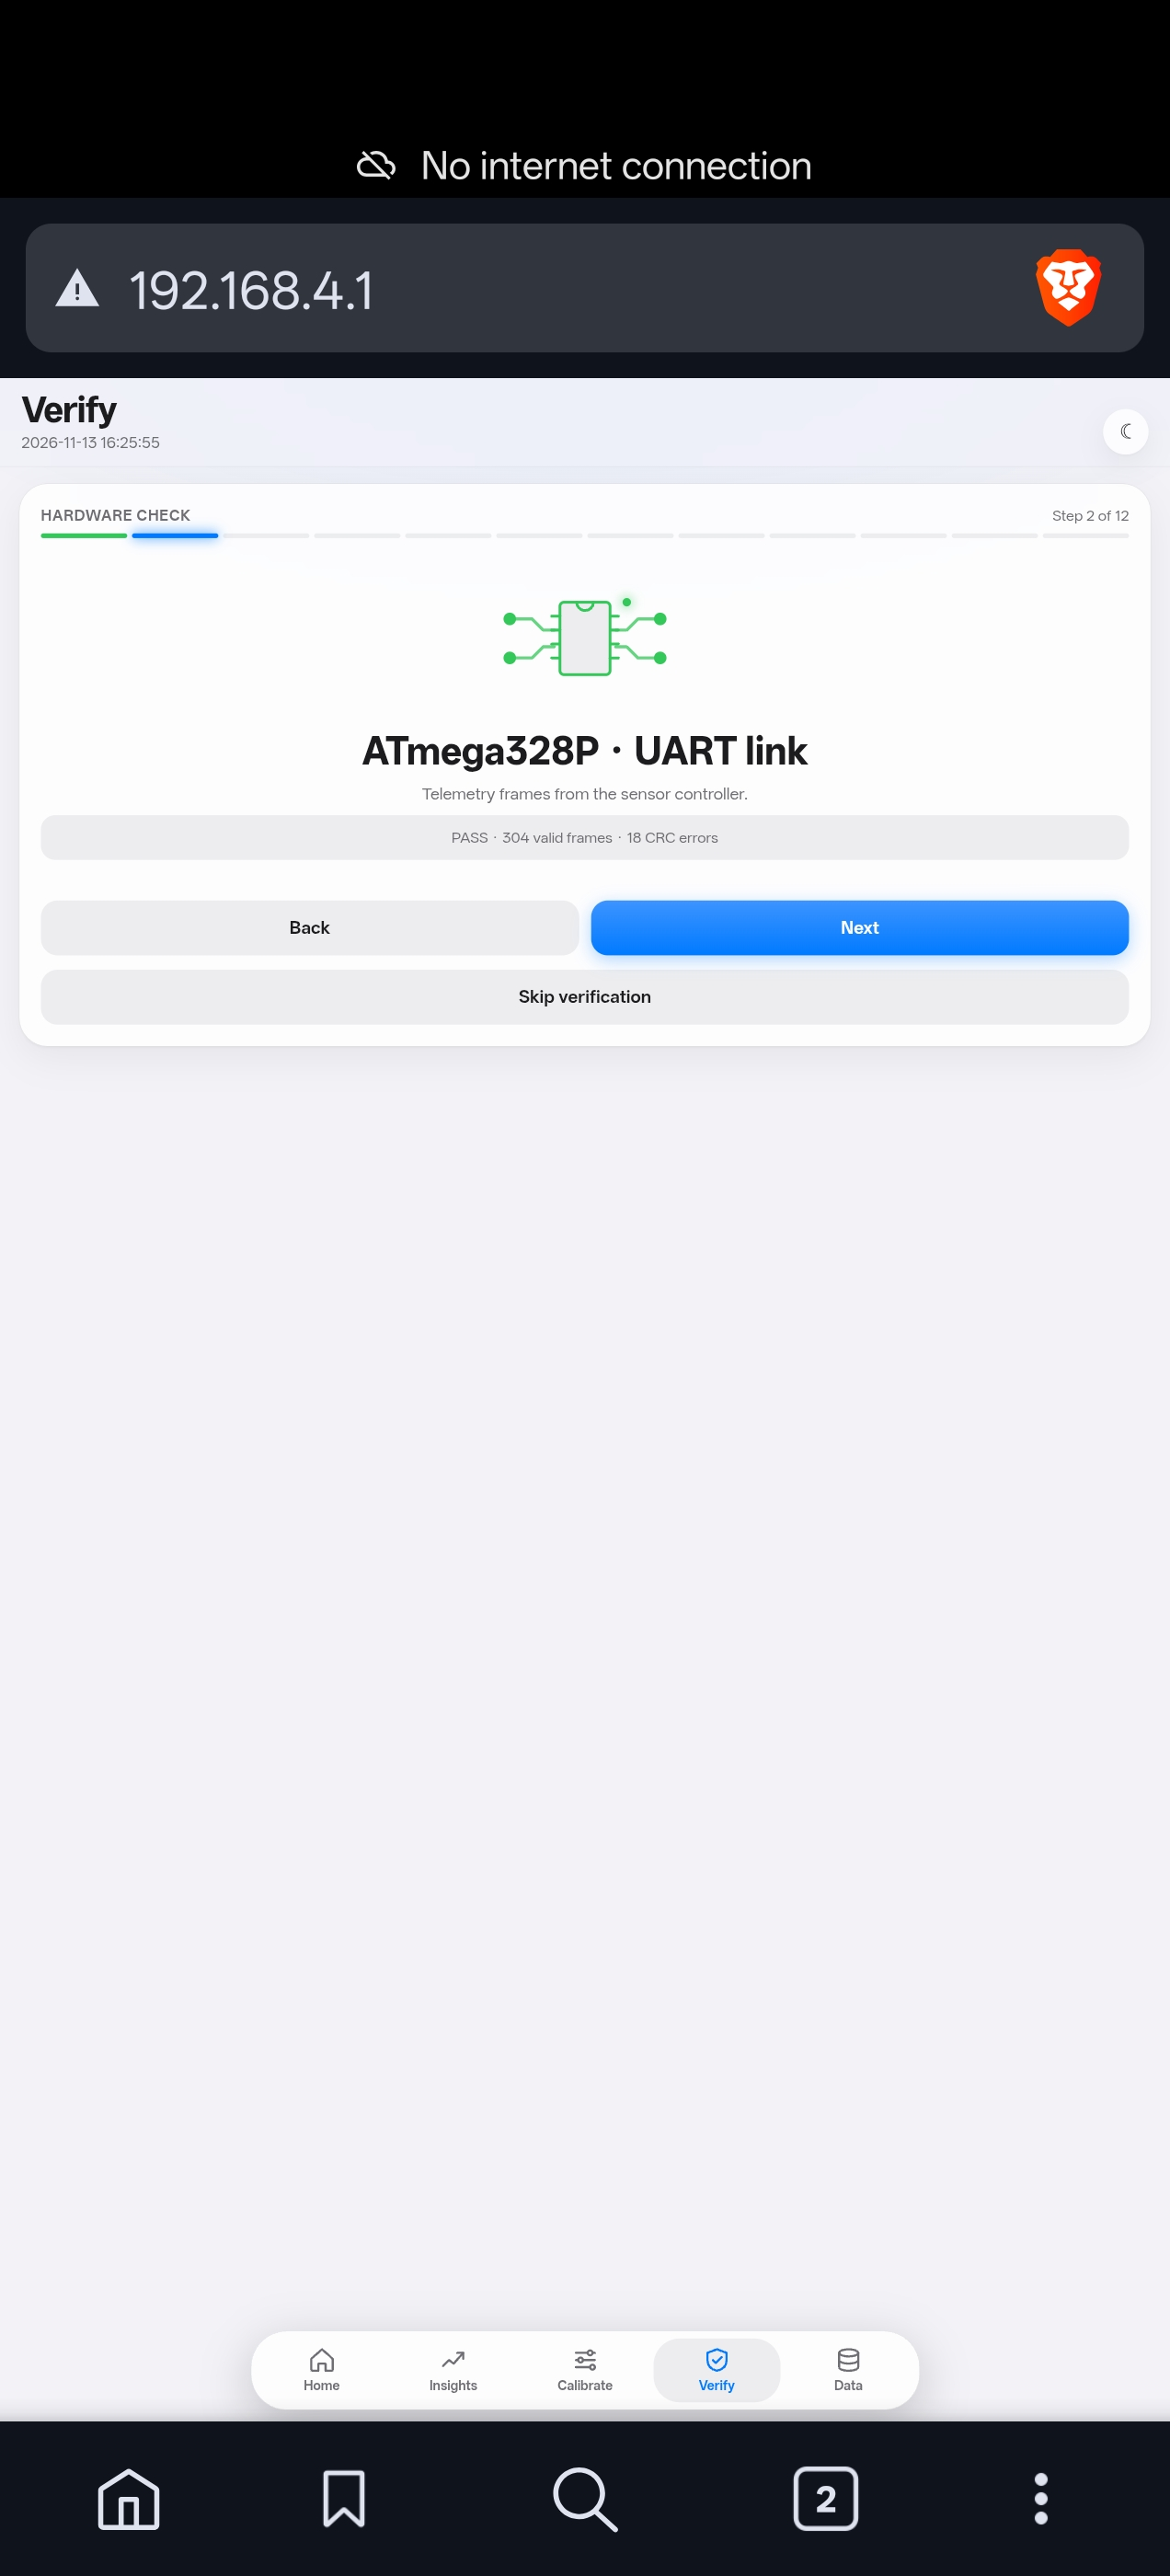 No internet connection
192.168.4.1
Verify
2026-11-13 16:25:55
HARDWARE CHECK
Step 2 of 12
ATmega328P · UART link
Telemetry frames from the sensor controller.
PASS · 304 valid frames · 18 CRC errors
Back
Next
Skip verification
Home
Insights
Calibrate
Verify
Data
2